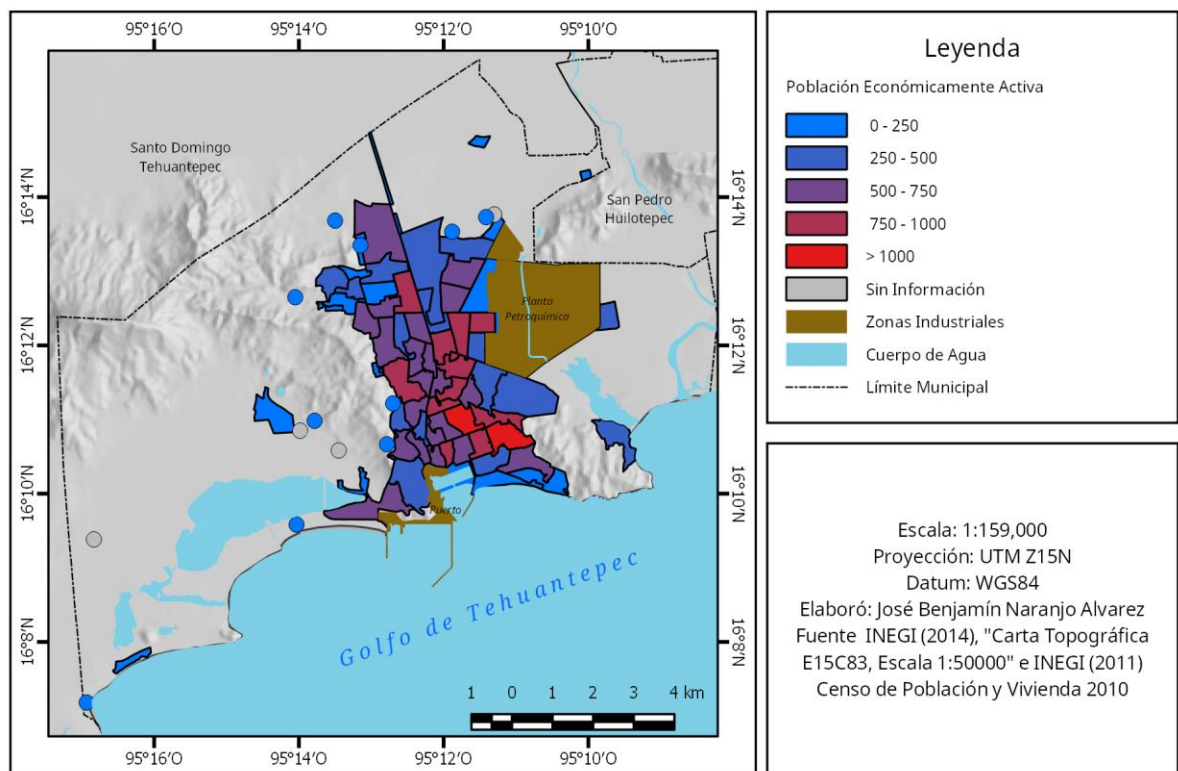 95°16′O 95°14′O 95°12′O 95°10′O
Santo Domingo
Tehuantepec
16°14′N
16°14′N
San Pedro
Huilotepec
Planta
Petroquímica
16°12′N
16°12′N
16°10′N
16°10′N
Puerto
Golfo de Tehuantepec
16°8′N
16°8′N
1 0 1 2 3 4 km
95°16′O 95°14′O 95°12′O 95°10′O
Leyenda
Población Económicamente Activa
0 - 250
250 - 500
500 - 750
750 - 1000
> 1000
Sin Información
Zonas Industriales
Cuerpo de Agua
Límite Municipal
Escala: 1:159,000
Proyección: UTM Z15N
Datum: WGS84
Elaboró: José Benjamín Naranjo Alvarez
Fuente INEGI (2014), "Carta Topográfica
E15C83, Escala 1:50000" e INEGI (2011)
Censo de Población y Vivienda 2010